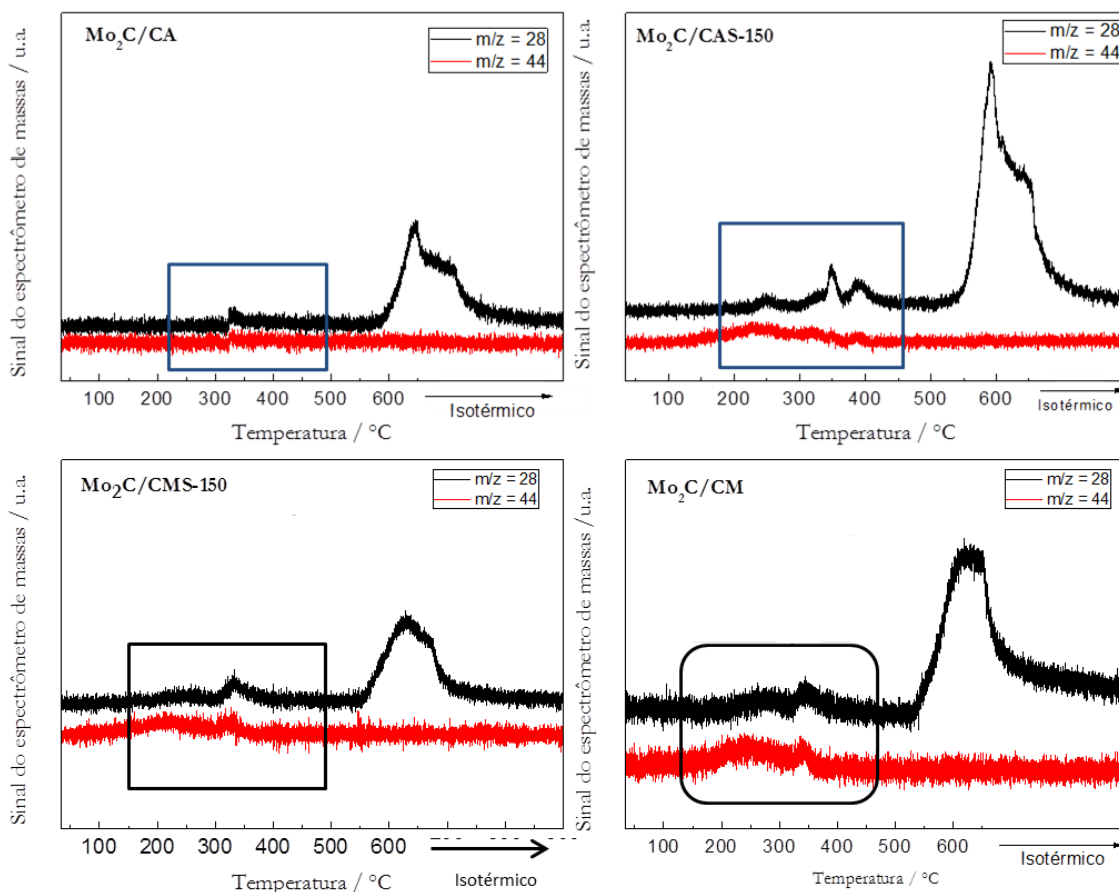 Mo₂C/CA
m/z = 28
m/z = 44
Sinal do espectrômetro de massas / u.a.
100 200 300 400 500 600
Isotérmico
Temperatura / °C
Mo₂C/CAS-150
m/z = 28
m/z = 44
Sinal do espectrômetro de massas / u.a.
100 200 300 400 500 600
Isotérmico
Temperatura / °C
Mo₂C/CMS-150
m/z = 28
m/z = 44
Sinal do espectrômetro de massas / u.a.
100 200 300 400 500 600
Temperatura / °C
Isotérmico
Mo₂C/CM
m/z = 28
m/z = 44
Sinal do espectrômetro de massas / u.a.
100 200 300 400 500 600
Isotérmico
Temperatura / °C